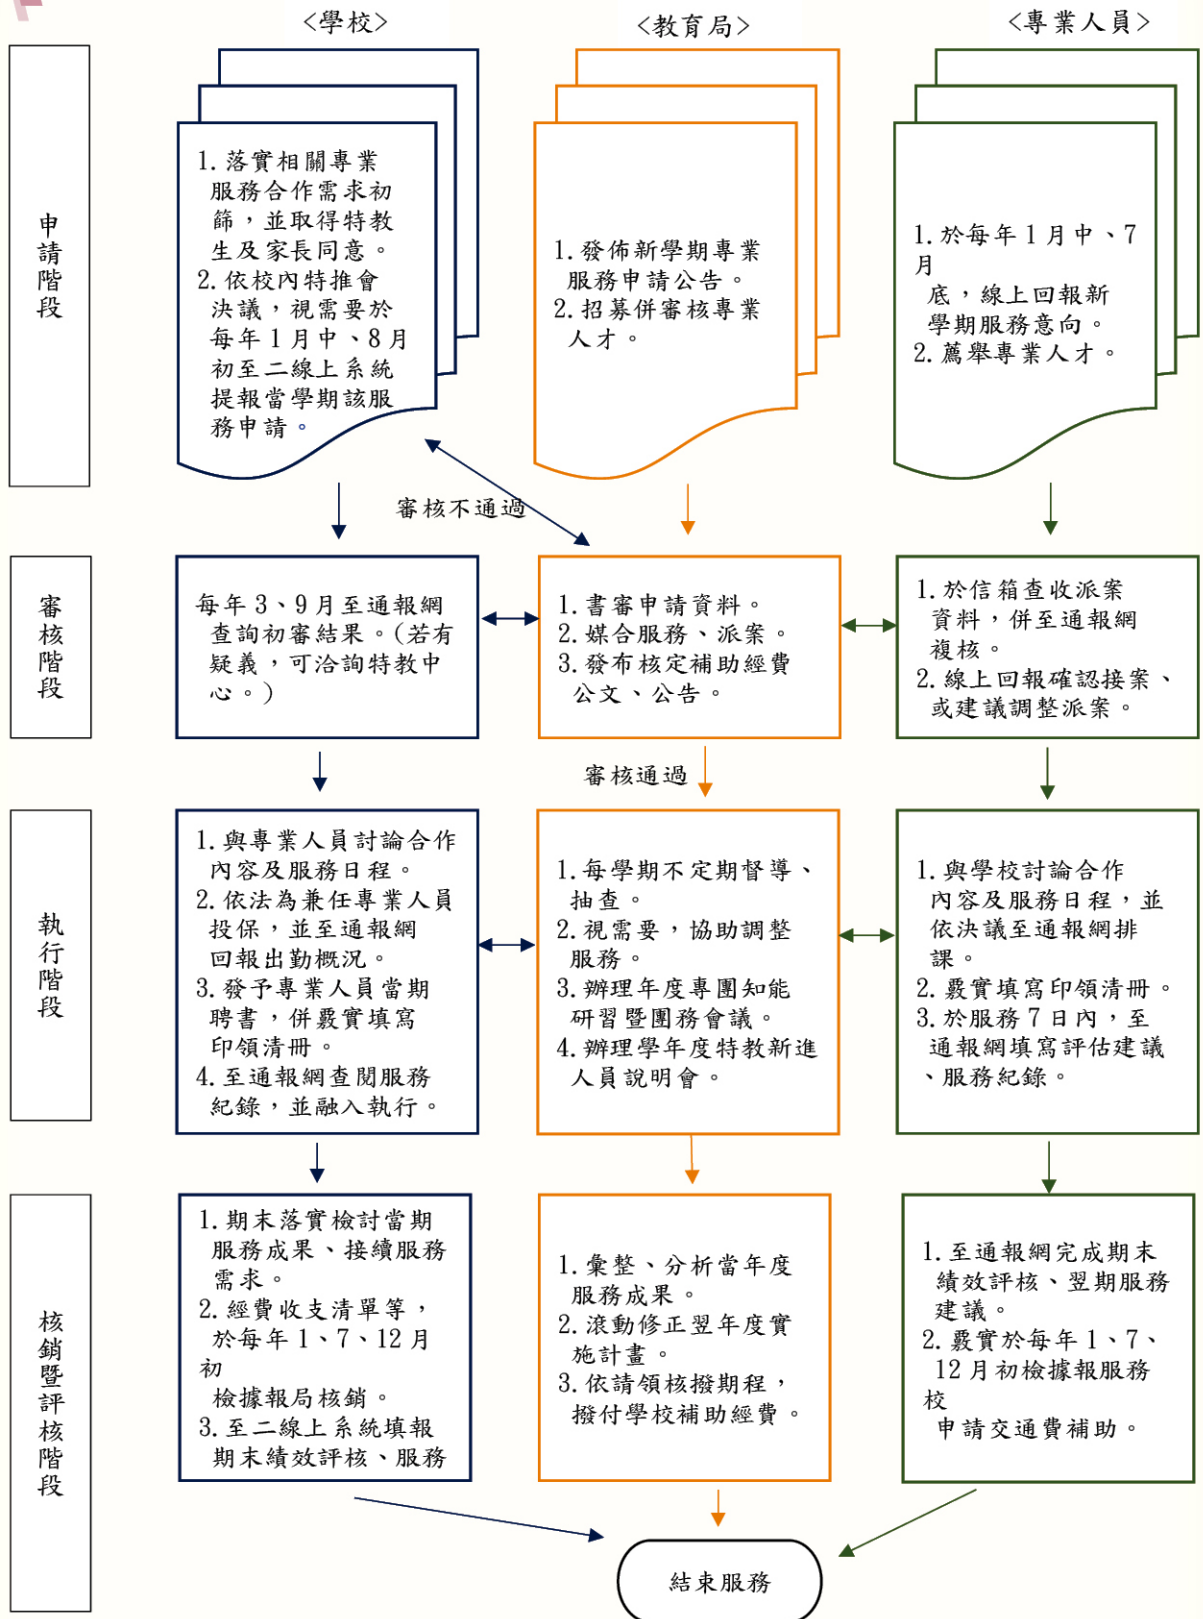 <學校>
<教育局>
<專業人員>
申請階段
1.落實相關專業
服務合作需求初
篩，並取得特教
生及家長同意。
2.依校內特推會
決議，視需要於
每年1月中、8月
初至二線上系統
提報當學期該服
務申請。
1.發佈新學期專業
服務申請公告。
2.招募併審核專業
人才。
1.於每年1月中、7
月
底，線上回報新
學期服務意向。
2.薦舉專業人才。
審核不通過
審核階段
每年3、9月至通報網
查詢初審結果。(若有
疑義，可洽詢特教中
心。)
1.書審申請資料。
2.媒合服務、派案。
3.發布核定補助經費
公文、公告。
1.於信箱查收派案
資料，併至通報網
複核。
2.線上回報確認接案、
或建議調整派案。
審核通過
執行階段
1.與專業人員討論合作
內容及服務日程。
2.依法為兼任專業人員
投保，並至通報網
回報出勤概況。
3.發予專業人員當期
聘書，併覈實填寫
印領清冊。
4.至通報網查閱服務
紀錄，並融入執行。
1.每學期不定期督導、
抽查。
2.視需要，協助調整
服務。
3.辦理年度專團知能
研習暨團務會議。
4.辦理學年度特教新進
人員說明會。
1.與學校討論合作
內容及服務日程，並
依決議至通報網排
課。
2.覈實填寫印領清冊。
3.於服務7日內，至
通報網填寫評估建議
、服務紀錄。
核銷暨評核階段
1.期末落實檢討當期
服務成果、接續服務
需求。
2.經費收支清單等，
於每年1、7、12月
初
檢據報局核銷。
3.至二線上系統填報
期末績效評核、服務
1.彙整、分析當年度
服務成果。
2.滾動修正翌年度實
施計畫。
3.依請領核撥期程，
撥付學校補助經費。
1.至通報網完成期末
績效評核、翌期服務
建議。
2.覈實於每年1、7、
12月初檢據報服務
校
申請交通費補助。
結束服務